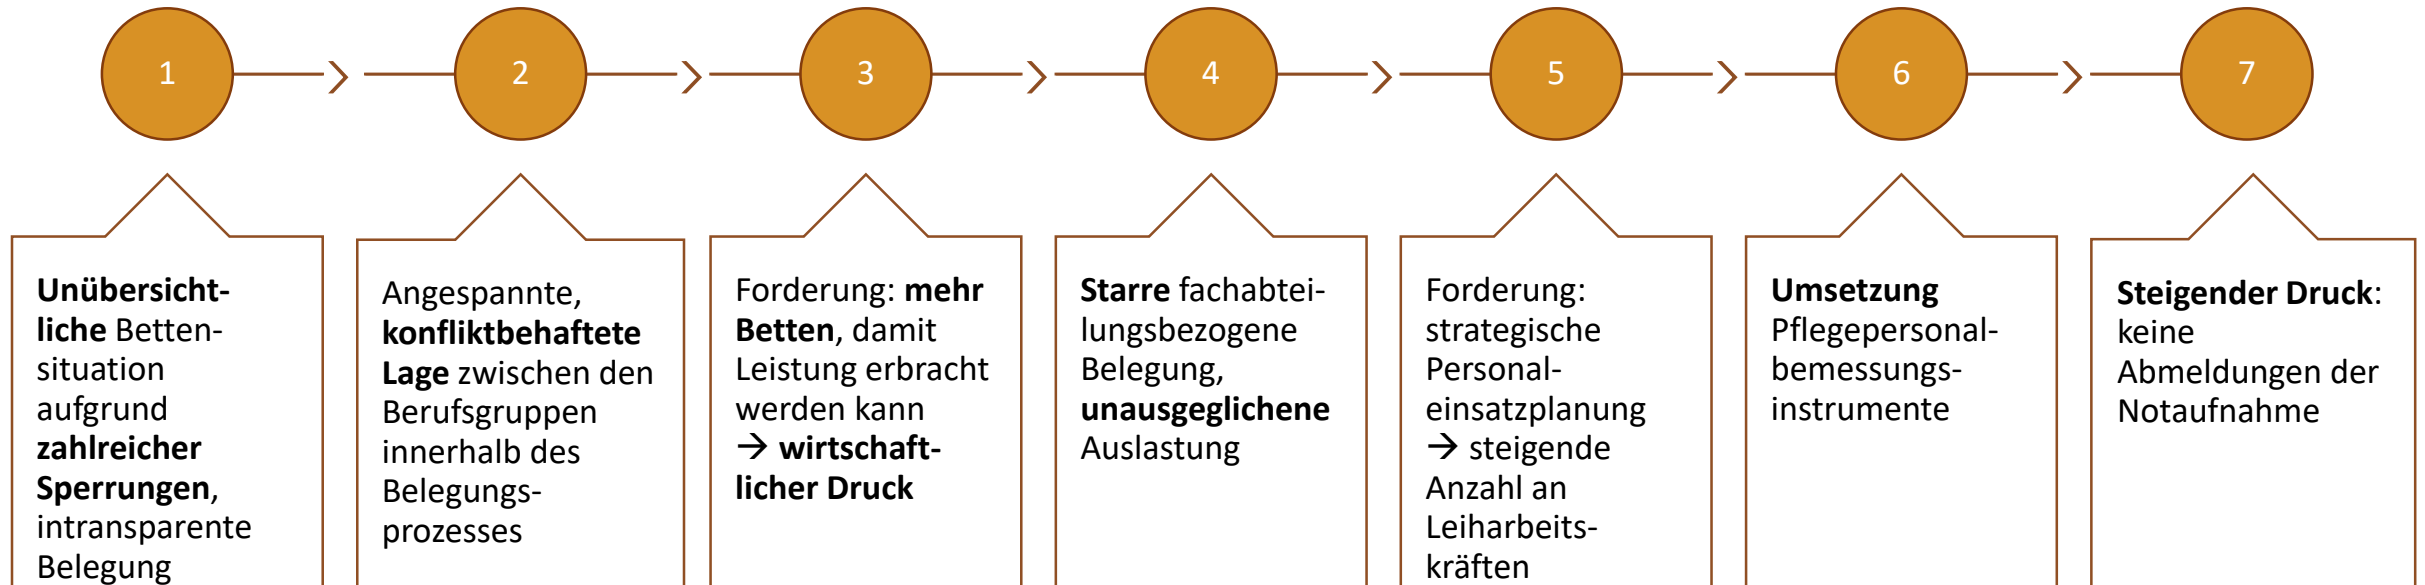 1
2
3
4
5
6
7
Unübersicht-
liche Betten-
situation
aufgrund
zahlreicher
Sperrungen,
intransparente
Belegung
Angespannte,
konfliktbehaftete
Lage zwischen den
Berufsgruppen
innerhalb des
Belegungs-
prozesses
Forderung: mehr
Betten, damit
Leistung erbracht
werden kann
→ wirtschaft-
licher Druck
Starre fachabtei-
lungsbezogene
Belegung,
unausgeglichene
Auslastung
Forderung:
strategische
Personal-
einsatzplanung
→ steigende
Anzahl an
Leiharbeits-
kräften
Umsetzung
Pflegepersonal-
bemessungs-
instrumente
Steigender Druck:
keine
Abmeldungen der
Notaufnahme